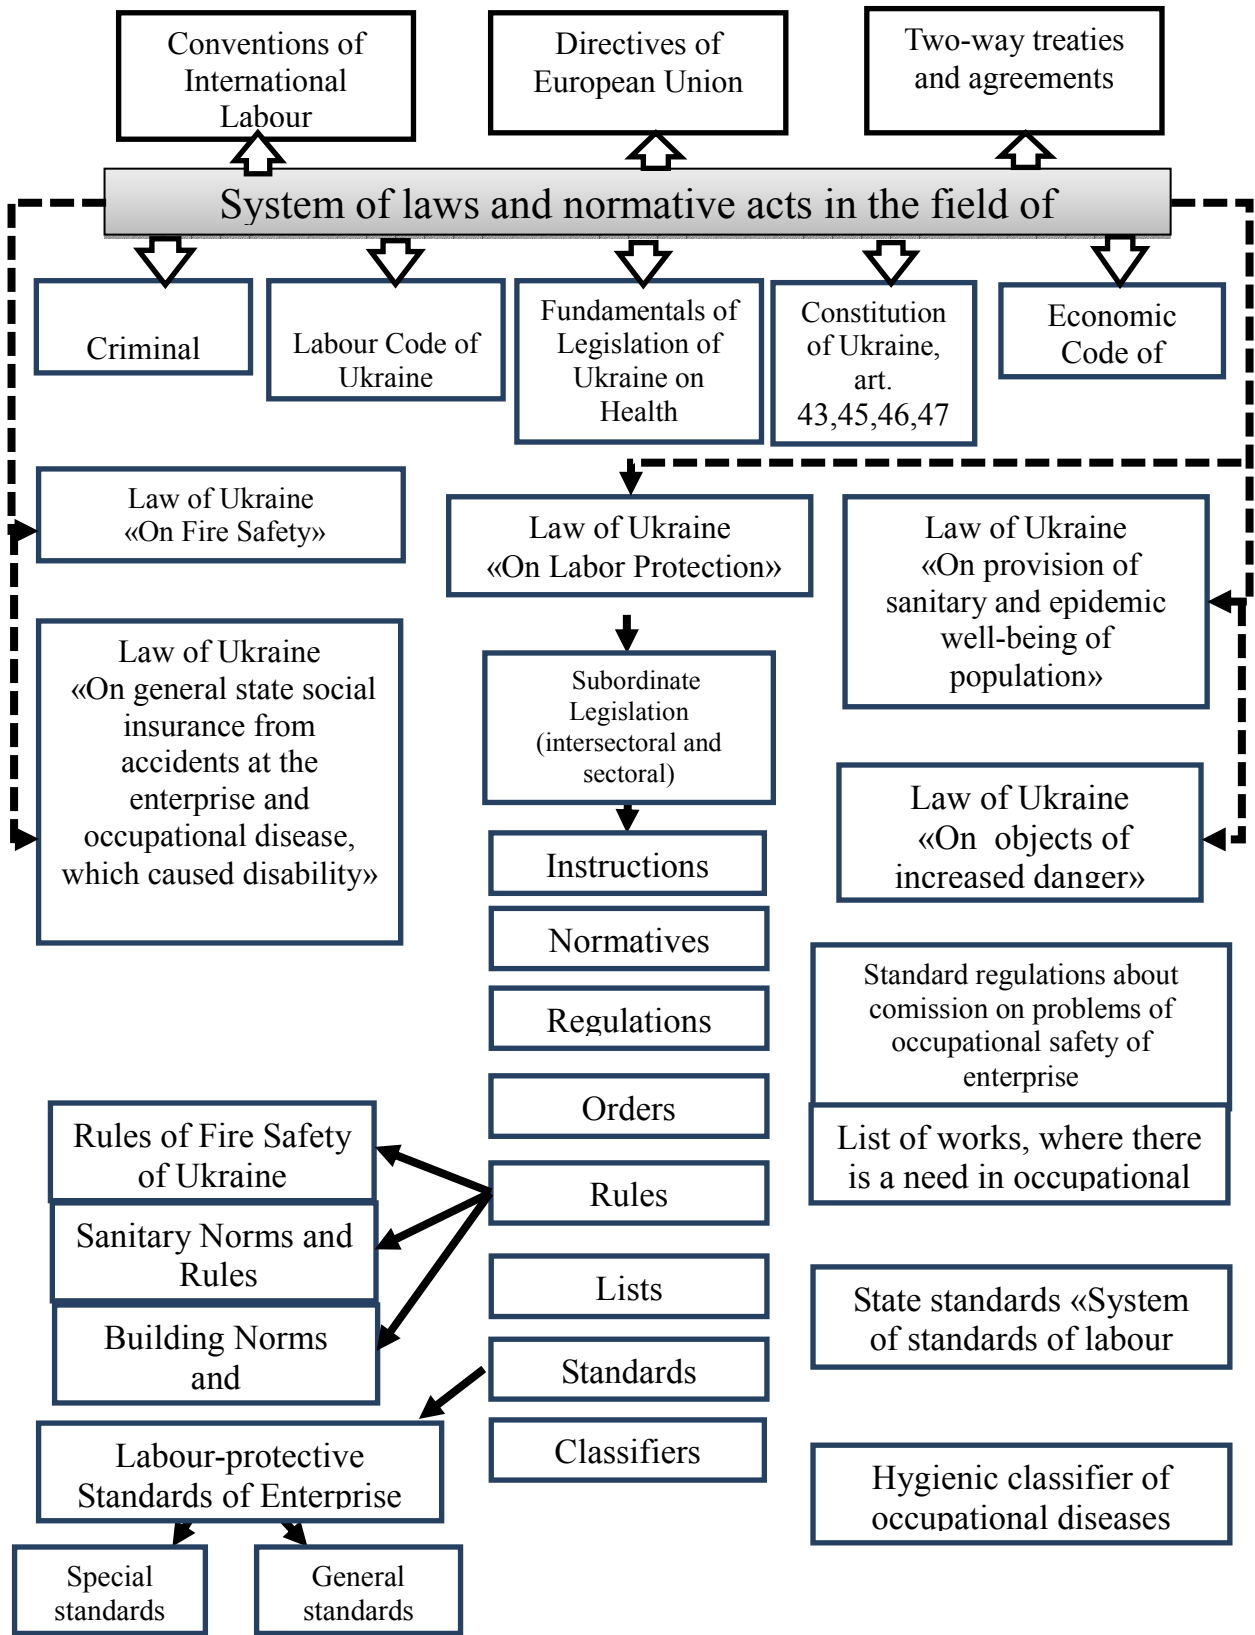 Conventions of
International
Labour
Directives of
European Union
Two-way treaties
and agreements
System of laws and normative acts in the field of
Criminal
Labour Code of
Ukraine
Fundamentals of
Legislation of
Ukraine on
Health
Constitution
of Ukraine,
art.
43,45,46,47
Economic
Code of
Law of Ukraine
«On Fire Safety»
Law of Ukraine
«On Labor Protection»
Law of Ukraine
«On provision of
sanitary and epidemic
well-being of
population»
Law of Ukraine
«On general state social
insurance from
accidents at the
enterprise and
occupational disease,
which caused disability»
Subordinate
Legislation
(intersectoral and
sectoral)
Law of Ukraine
«On objects of
increased danger»
Instructions
Normatives
Regulations
Orders
Rules
Lists
Standards
Classifiers
Standard regulations about
comission on problems of
occupational safety of
enterprise
List of works, where there
is a need in occupational
State standards «System
of standards of labour
Hygienic classifier of
occupational diseases
Rules of Fire Safety
of Ukraine
Sanitary Norms and
Rules
Building Norms
and
Labour-protective
Standards of Enterprise
Special
standards
General
standards